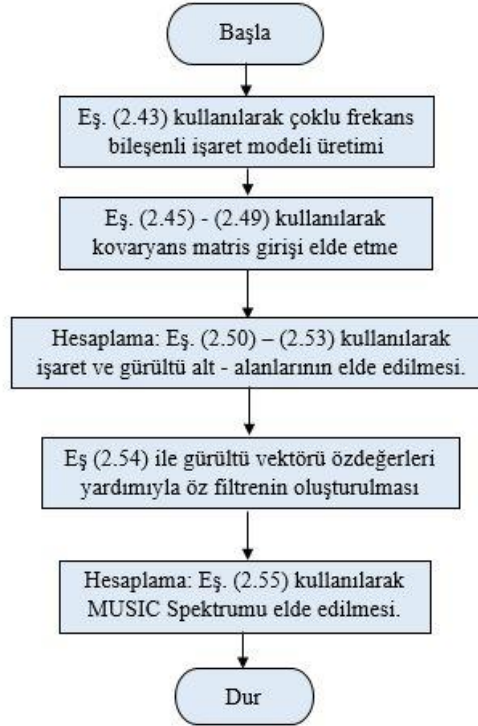 Başla
Eş. (2.43) kullanılarak çoklu frekans
bileşenli işaret modeli üretimi
Eş. (2.45) - (2.49) kullanılarak
kovaryans matris girişi elde etme
Hesaplama: Eş. (2.50) – (2.53) kullanılarak
işaret ve gürültü alt - alanlarının elde edilmesi.
Eş (2.54) ile gürültü vektörü özdeğerleri
yardımıyla öz filtrenin oluşturulması
Hesaplama: Eş. (2.55) kullanılarak
MUSIC Spektrumu elde edilmesi.
Dur